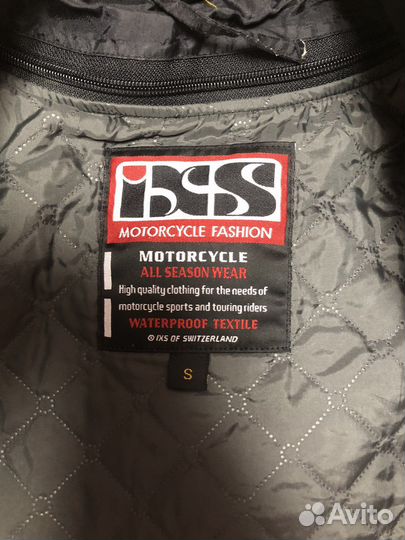 iXS
MOTORCYCLE FASHION
MOTORCYCLE
ALL SEASON WEAR
High quality clothing for the needs of
motorcycle sports and touring riders
WATERPROOF TEXTILE
© IXS OF SWITZERLAND
S
Avito